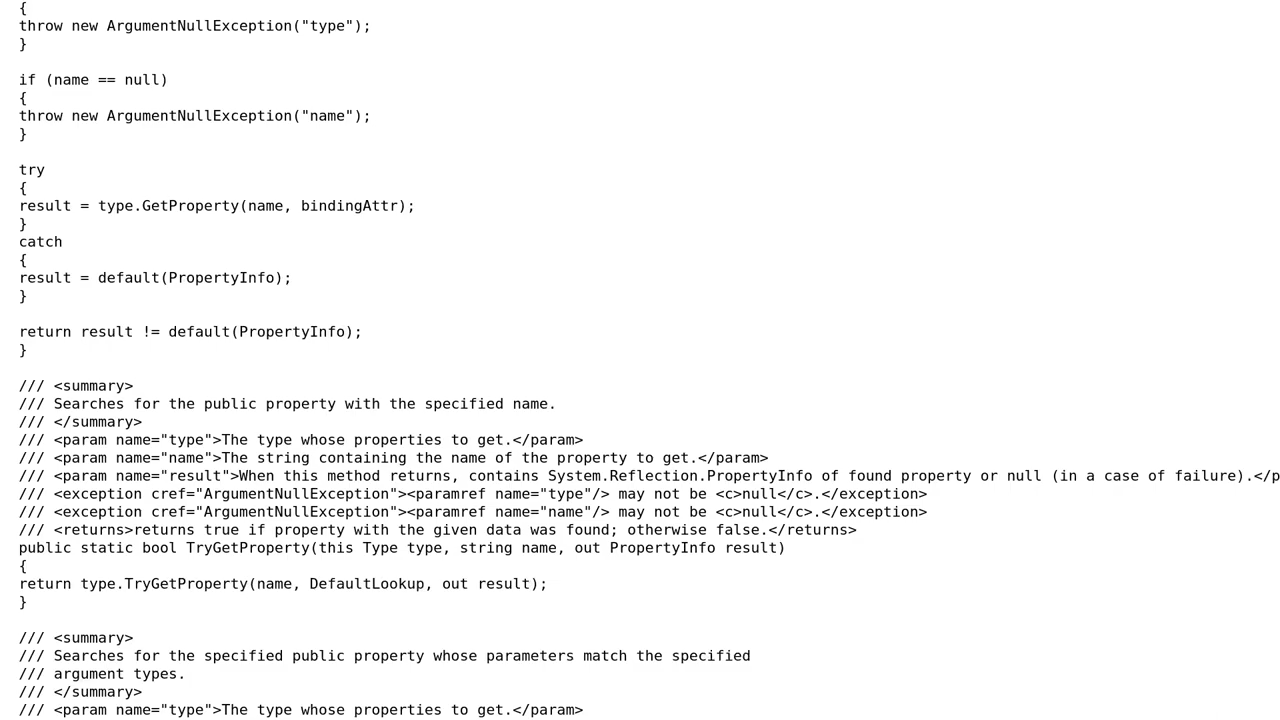 {
throw new ArgumentNullException("type");
}
if (name == null)
{
throw new ArgumentNullException("name");
}
try
{
result = type.GetProperty(name, bindingAttr);
}
catch
{
result = default(PropertyInfo);
}
return result != default(PropertyInfo);
}
/// <summary>
/// Searches for the public property with the specified name.
/// </summary>
/// <param name="type">The type whose properties to get.</param>
/// <param name="name">The string containing the name of the property to get.</param>
/// <param name="result">When this method returns, contains System.Reflection.PropertyInfo of found property or null (in a case of failure).</p
/// <exception cref="ArgumentNullException"><paramref name="type"/> may not be <c>null</c>.</exception>
/// <exception cref="ArgumentNullException"><paramref name="name"/> may not be <c>null</c>.</exception>
/// <returns>returns true if property with the given data was found; otherwise false.</returns>
public static bool TryGetProperty(this Type type, string name, out PropertyInfo result)
{
return type.TryGetProperty(name, DefaultLookup, out result);
}
/// <summary>
/// Searches for the specified public property whose parameters match the specified
/// argument types.
/// </summary>
/// <param name="type">The type whose properties to get.</param>